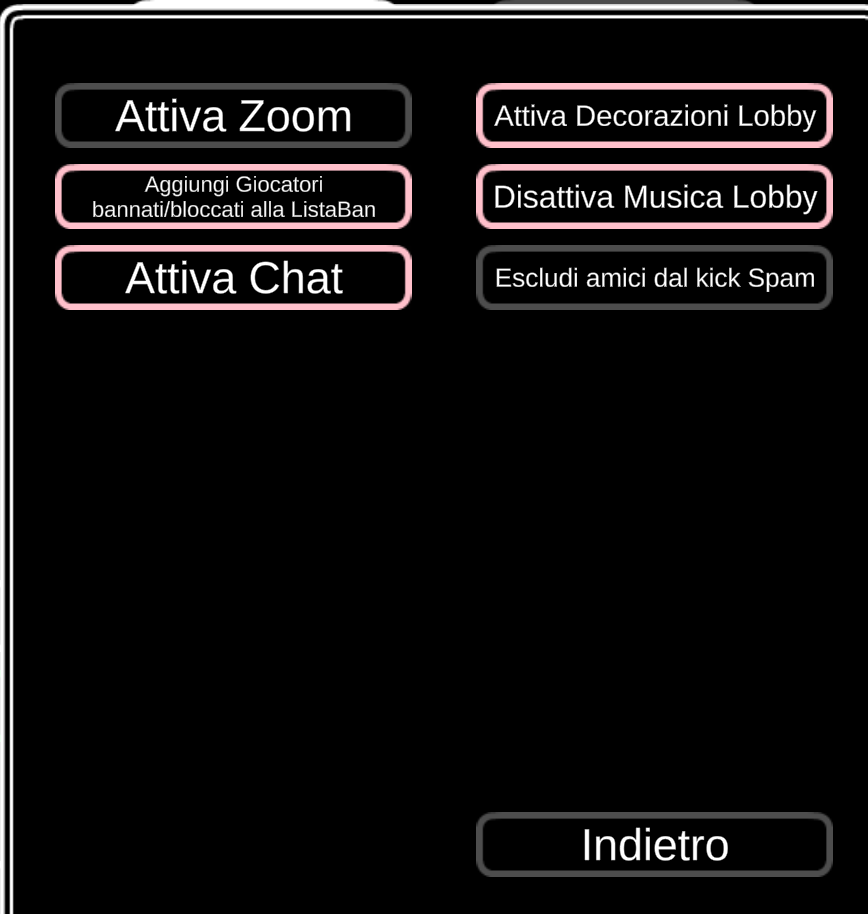 Attiva Zoom
Attiva Decorazioni Lobby
Aggiungi Giocatori
bannati/bloccati alla ListaBan
Disattiva Musica Lobby
Attiva Chat
Escludi amici dal kick Spam
Indietro